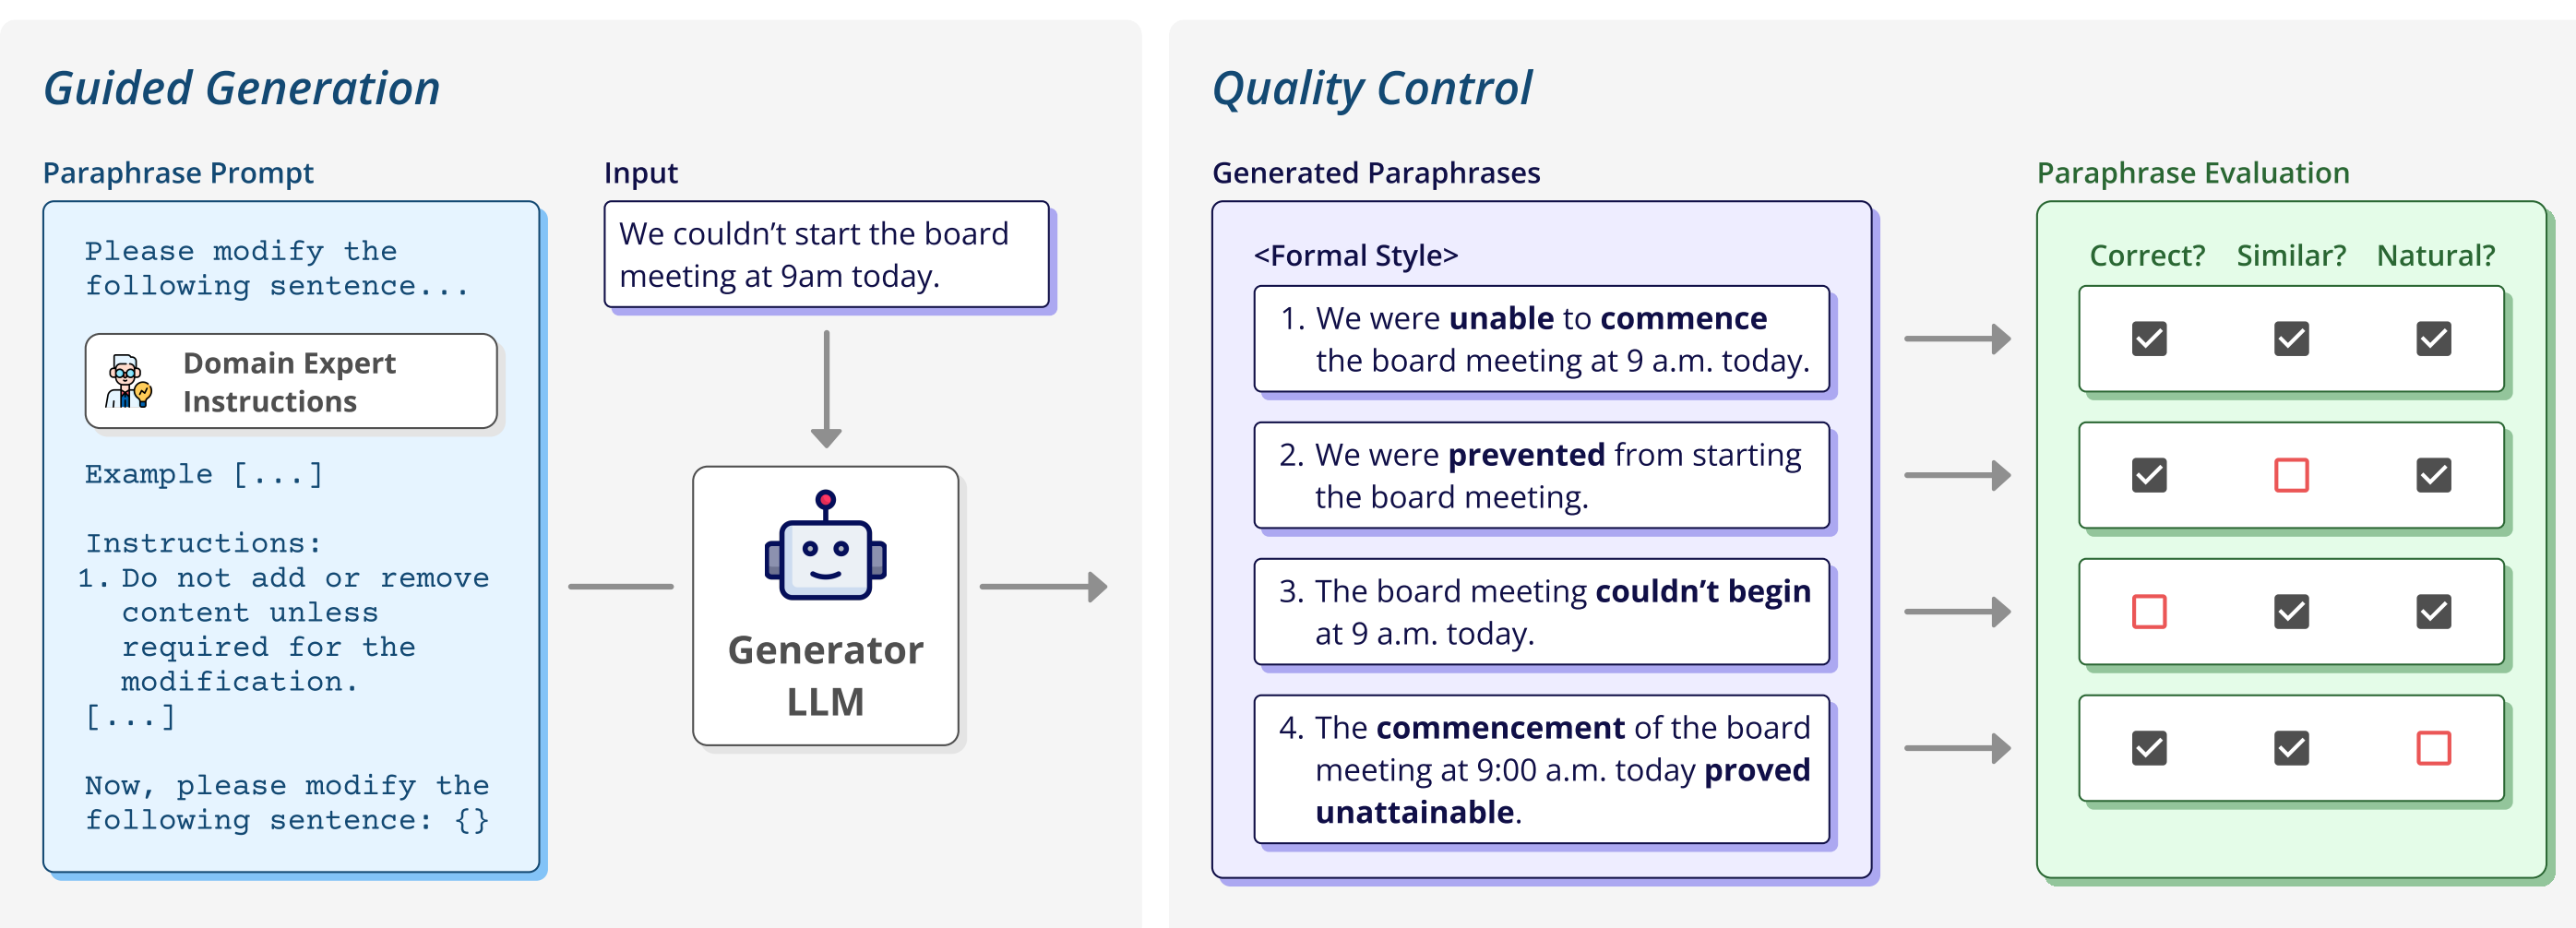 Guided Generation
Paraphrase Prompt
Please modify the
following sentence...
Domain Expert
Instructions
Example [...]
Instructions:
1. Do not add or remove
content unless
required for the
modification.
[...]
Now, please modify the
following sentence: {}
Input
We couldn’t start the board
meeting at 9am today.
Generator
LLM
Quality Control
Generated Paraphrases
<Formal Style>
1. We were unable to commence
the board meeting at 9 a.m. today.
2. We were prevented from starting
the board meeting.
3. The board meeting couldn’t begin
at 9 a.m. today.
4. The commencement of the board
meeting at 9:00 a.m. today proved
unattainable.
Paraphrase Evaluation
Correct? Similar? Natural?